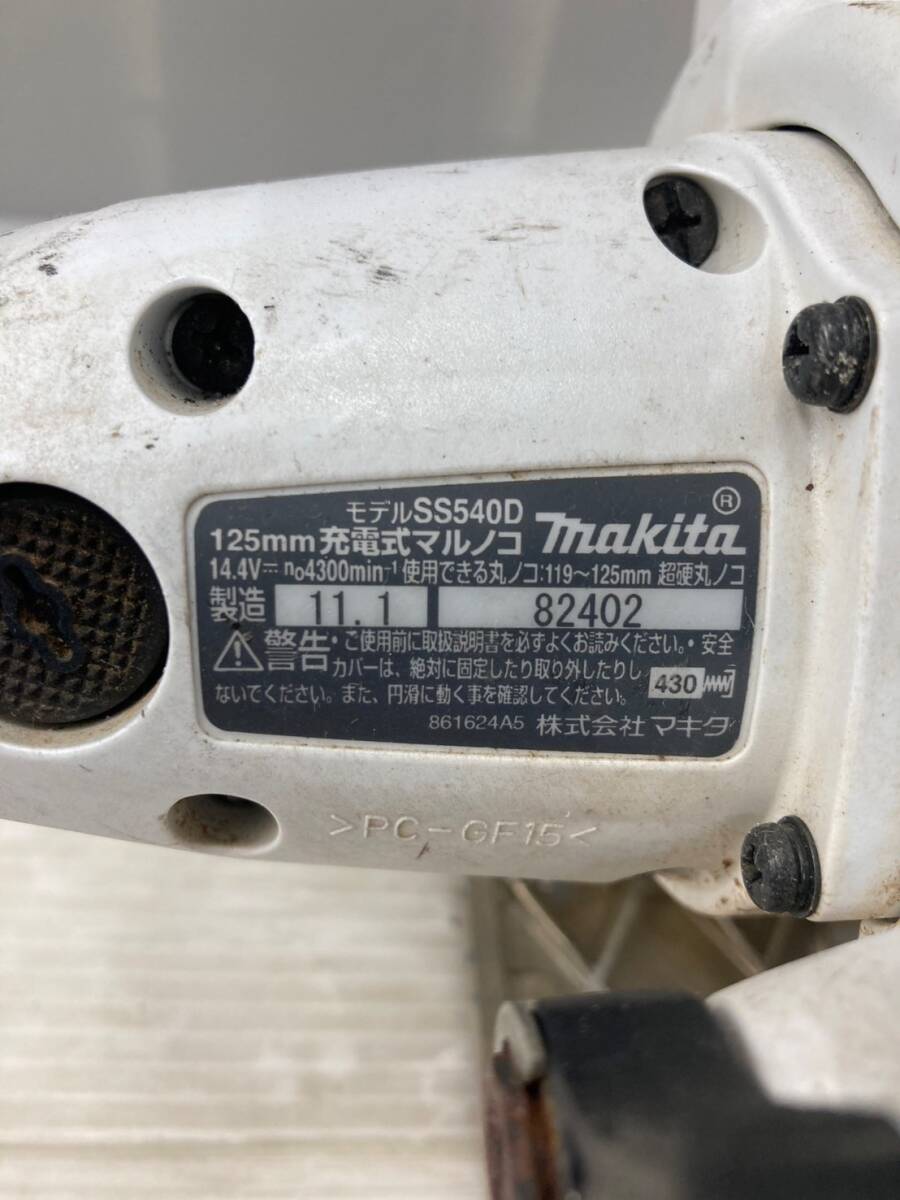 モデルSS540D
125mm 充電式マルノコ makita®
14.4V⎓ n₀4300min⁻¹ 使用できる丸ノコ:119～125mm 超硬丸ノコ
製造 11.1 82402
警告・ご使用前に取扱説明書を必ずよくお読みください。・安全
カバーは、絶対に固定したり取り外したりし
ないでください。また、円滑に動く事を確認してください。 430
861624A5 株式会社マキタ
>PC-GF15<